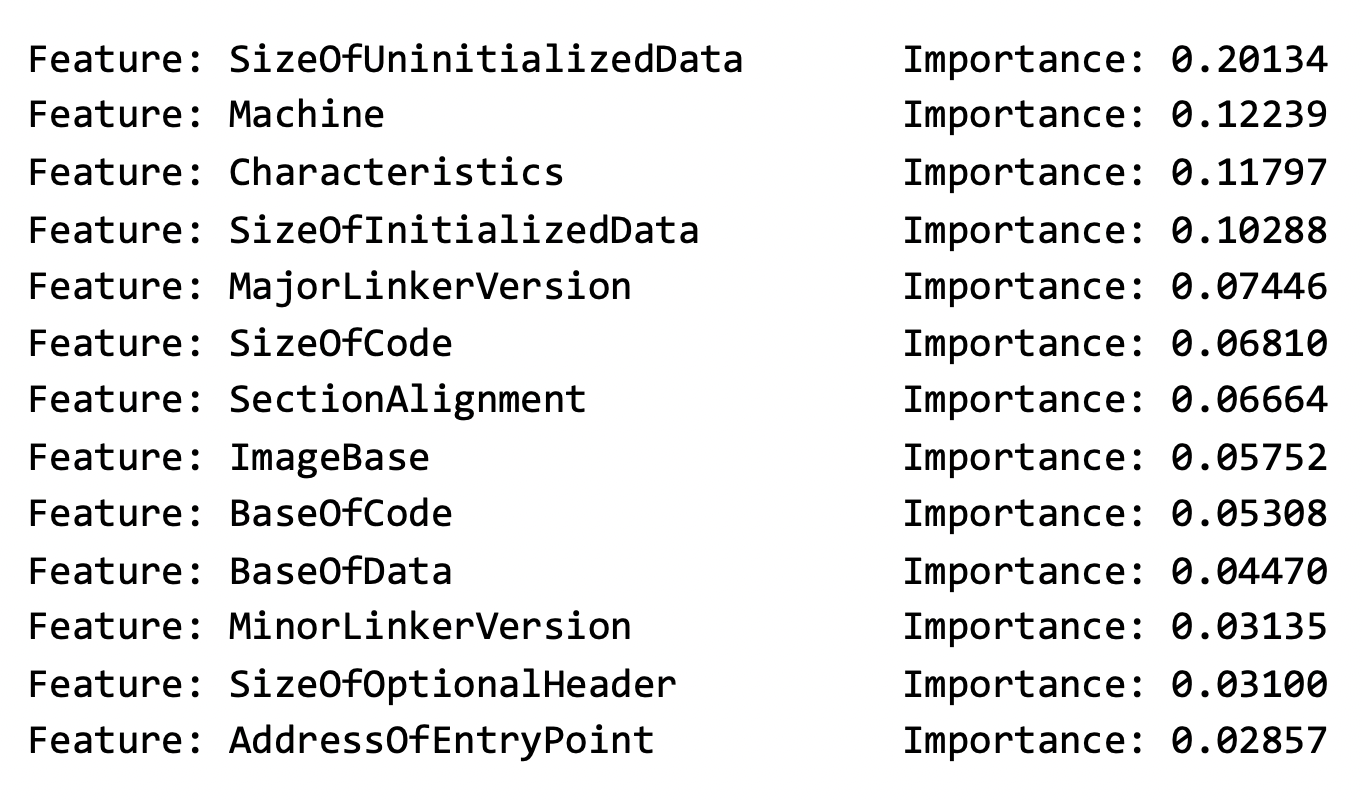 Feature: SizeOfUninitializedData Importance: 0.20134
Feature: Machine Importance: 0.12239
Feature: Characteristics Importance: 0.11797
Feature: SizeOfInitializedData Importance: 0.10288
Feature: MajorLinkerVersion Importance: 0.07446
Feature: SizeOfCode Importance: 0.06810
Feature: SectionAlignment Importance: 0.06664
Feature: ImageBase Importance: 0.05752
Feature: BaseOfCode Importance: 0.05308
Feature: BaseOfData Importance: 0.04470
Feature: MinorLinkerVersion Importance: 0.03135
Feature: SizeOfOptionalHeader Importance: 0.03100
Feature: AddressOfEntryPoint Importance: 0.02857